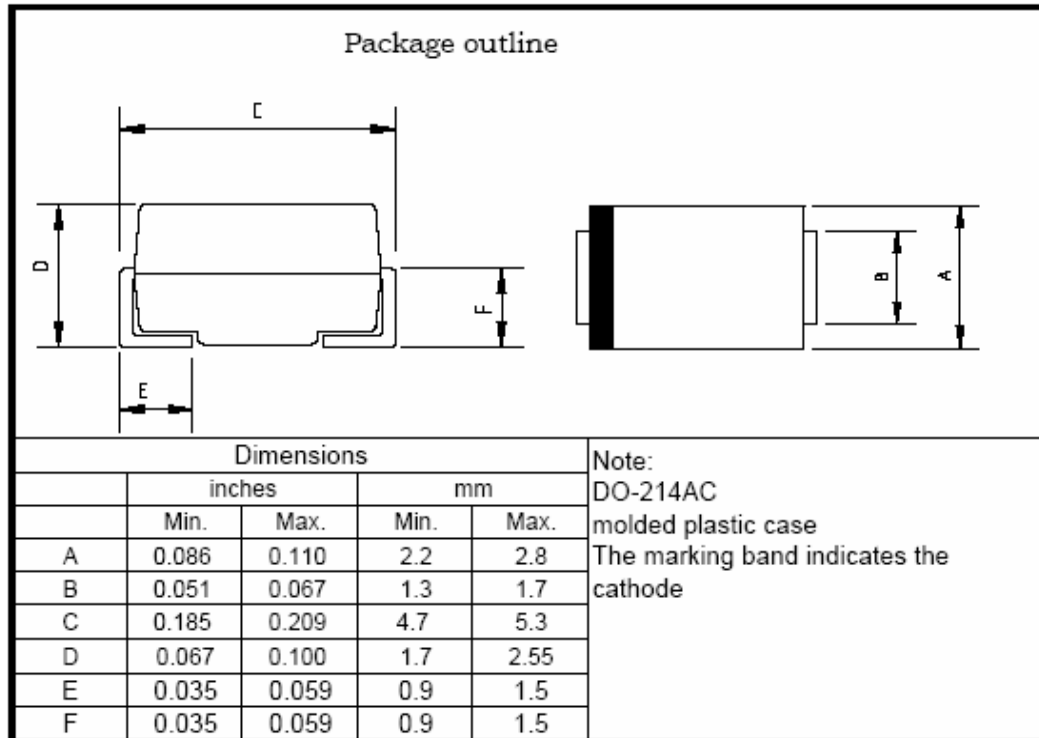 Package outline
C
D
F
E
B
A
Dimensions
inches mm
Min. Max. Min. Max.
A 0.086 0.110 2.2 2.8
B 0.051 0.067 1.3 1.7
C 0.185 0.209 4.7 5.3
D 0.067 0.100 1.7 2.55
E 0.035 0.059 0.9 1.5
F 0.035 0.059 0.9 1.5
Note:
DO-214AC
molded plastic case
The marking band indicates the
cathode